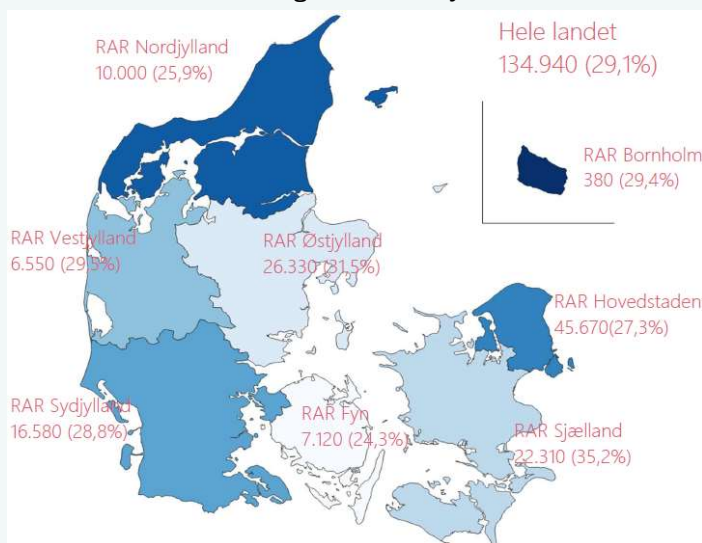 Hele landet
134.940 (29,1%)
RAR Nordjylland
10.000 (25,9%)
RAR Bornholm
380 (29,4%)
RAR Vestjylland
6.550 (29,5%)
RAR Østjylland
26.330 (31,5%)
RAR Hovedstaden
45.670(27,3%)
RAR Sydjylland
16.580 (28,8%)
RAR Fyn
7.120 (24,3%)
RAR Sjælland
22.310 (35,2%)